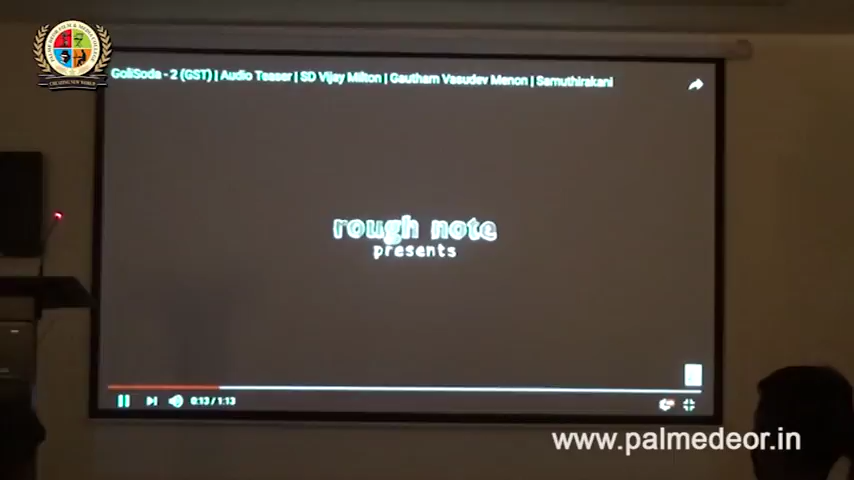 GoliSoda - 2 (GST) | Audio Teaser | SD Vijay Milton | Gautham Vasudev Menon | Samuthirakani
rough note
presents
0:13 / 1:13
www.palmedeor.in